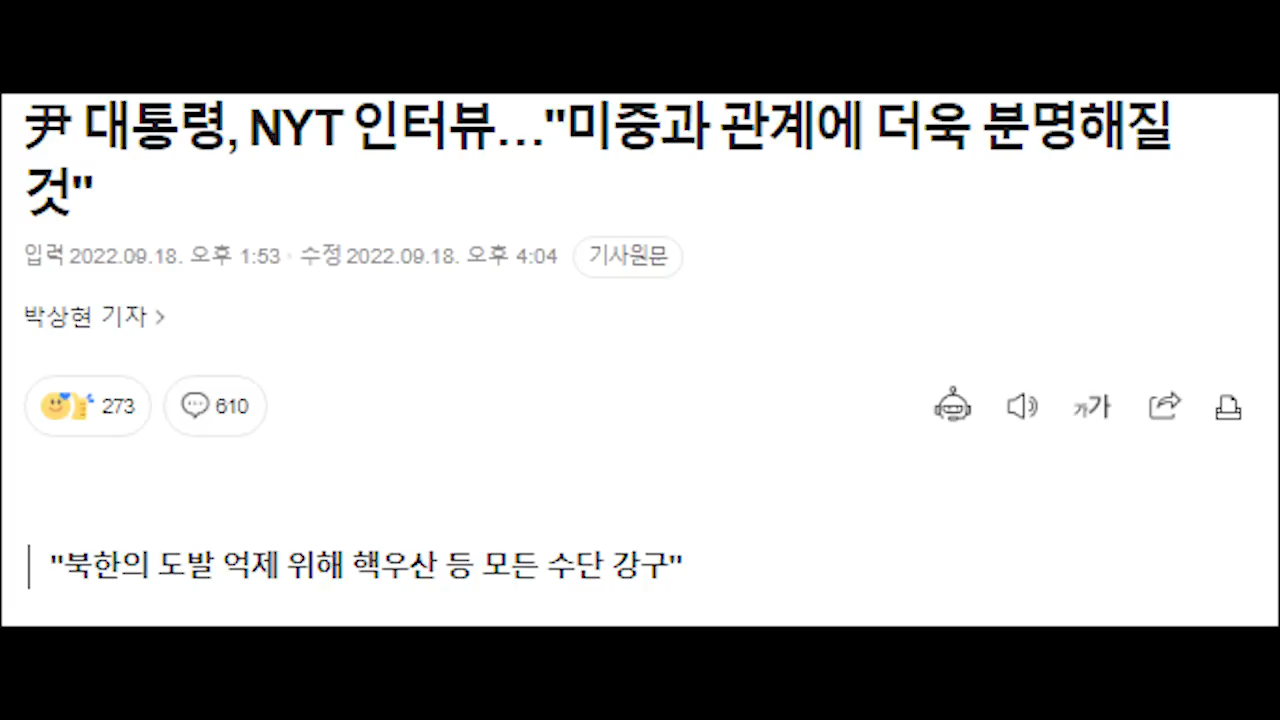 尹 대통령, NYT 인터뷰…"미중과 관계에 더욱 분명해질
것"
입력 2022.09.18. 오후 1:53 · 수정 2022.09.18. 오후 4:04 기사원문
박상현 기자 >
273 610 가가
"북한의 도발 억제 위해 핵우산 등 모든 수단 강구"